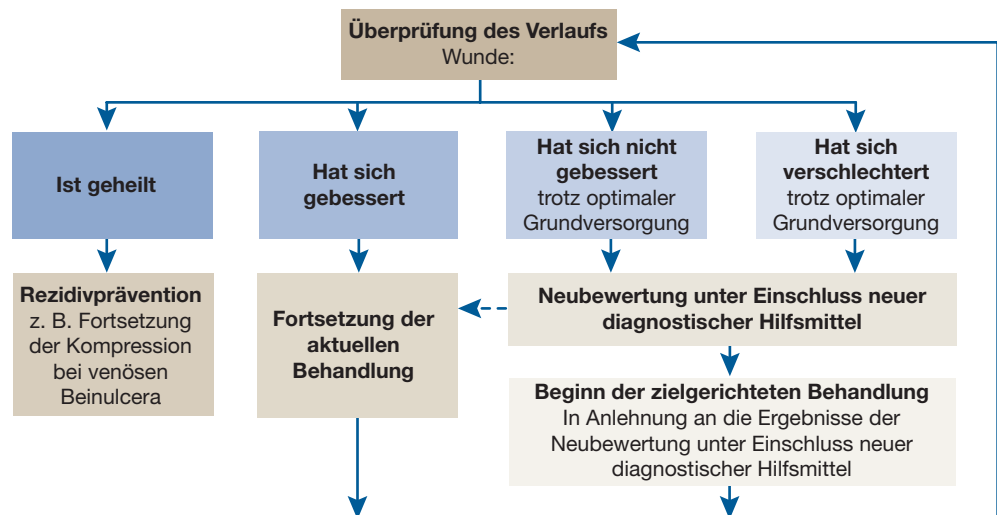 Überprüfung des Verlaufs
Wunde:
Ist geheilt
Hat sich
gebessert
Hat sich nicht
gebessert
trotz optimaler
Grundversorgung
Hat sich
verschlechtert
trotz optimaler
Grundversorgung
Rezidivprävention
z. B. Fortsetzung
der Kompression
bei venösen
Beinulcera
Fortsetzung der
aktuellen
Behandlung
Neubewertung unter Einschluss neuer
diagnostischer Hilfsmittel
Beginn der zielgerichteten Behandlung
In Anlehnung an die Ergebnisse der
Neubewertung unter Einschluss neuer
diagnostischer Hilfsmittel